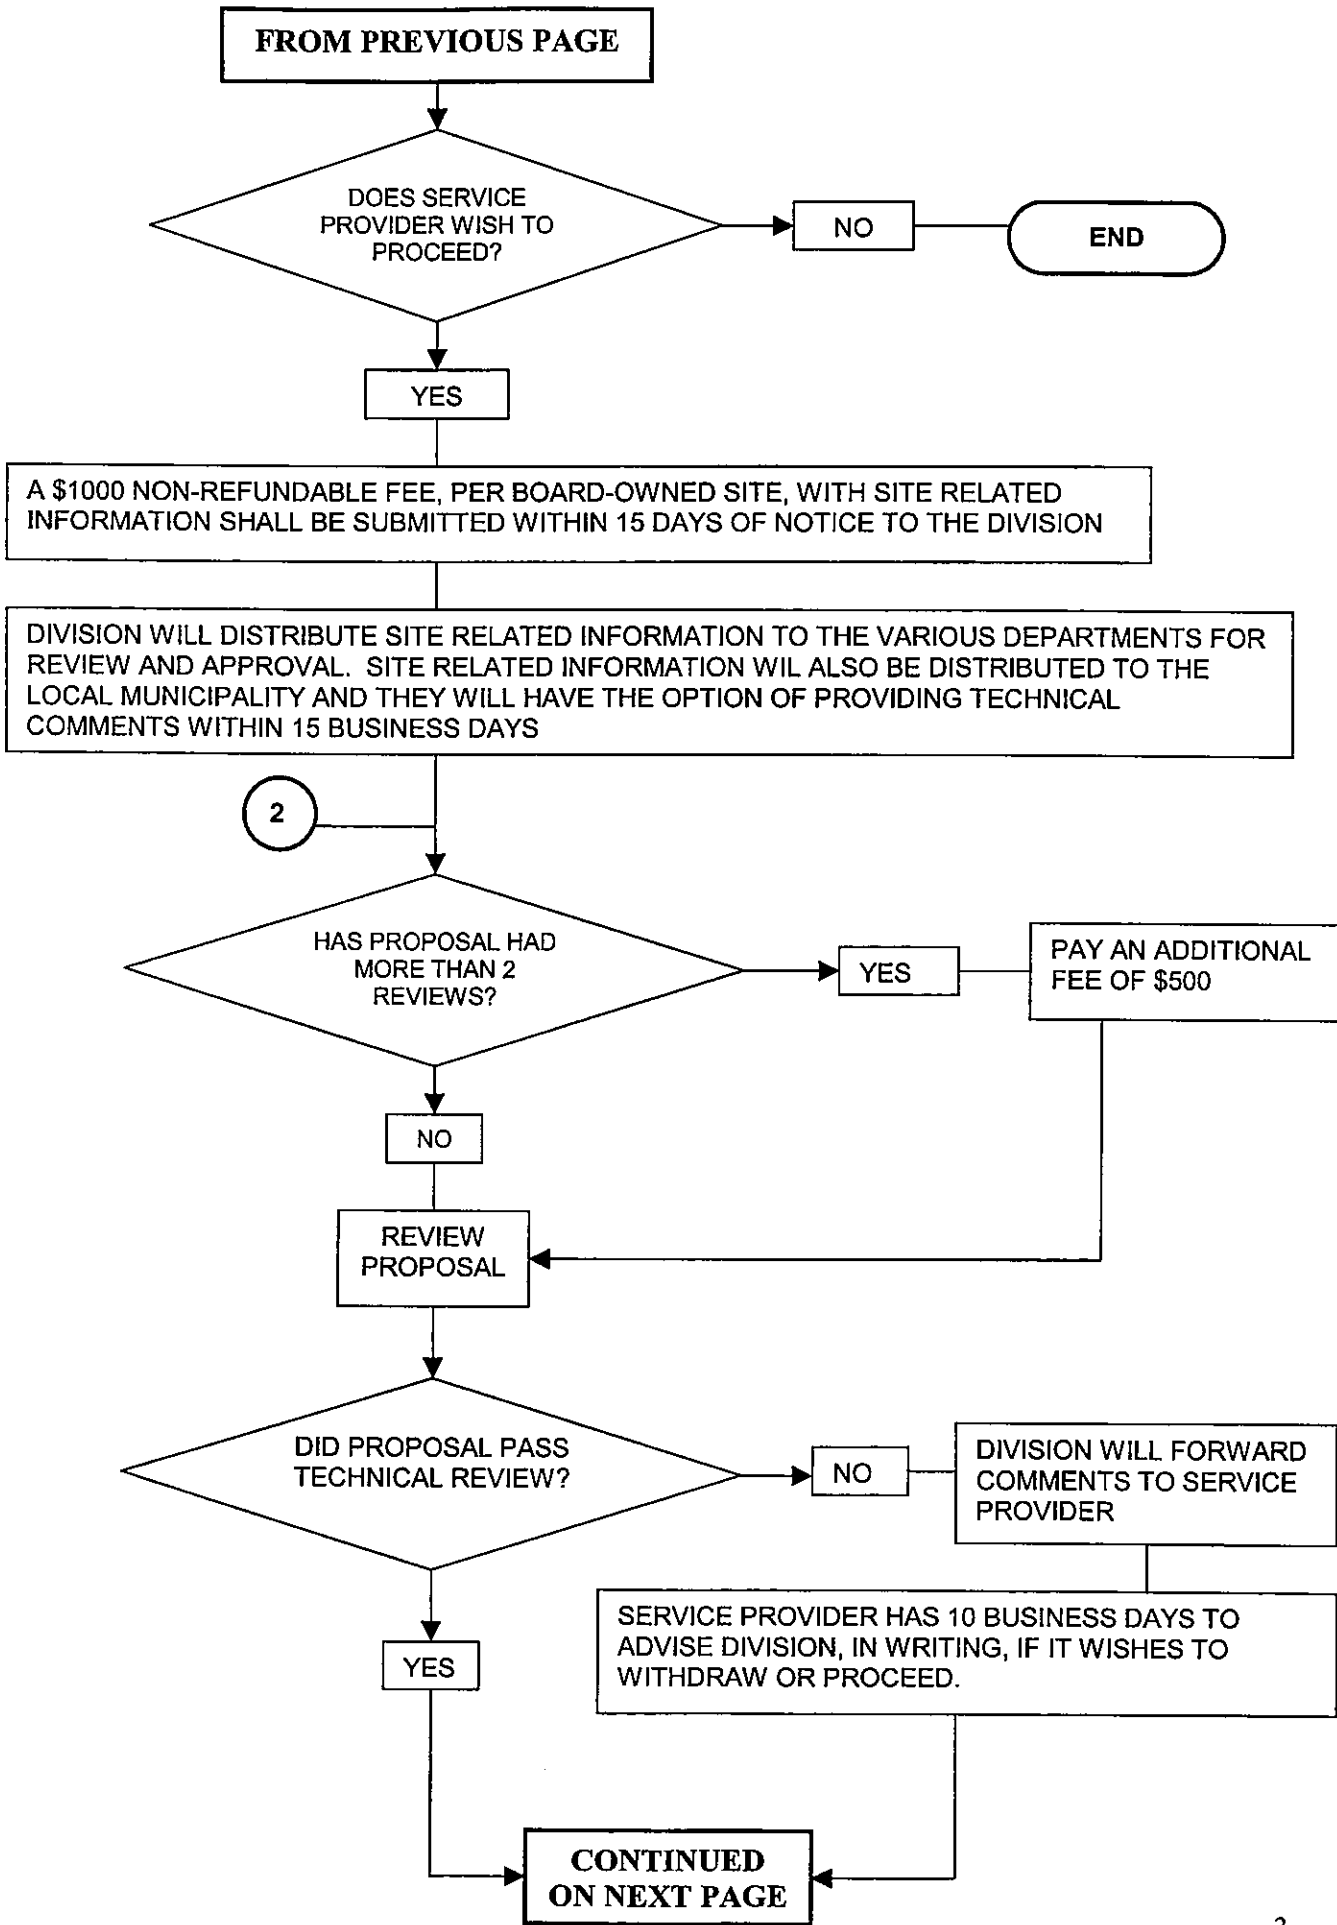 FROM PREVIOUS PAGE
DOES SERVICE
PROVIDER WISH TO
PROCEED?
NO
END
YES
A $1000 NON-REFUNDABLE FEE, PER BOARD-OWNED SITE, WITH SITE RELATED
INFORMATION SHALL BE SUBMITTED WITHIN 15 DAYS OF NOTICE TO THE DIVISION
DIVISION WILL DISTRIBUTE SITE RELATED INFORMATION TO THE VARIOUS DEPARTMENTS FOR
REVIEW AND APPROVAL. SITE RELATED INFORMATION WIL ALSO BE DISTRIBUTED TO THE
LOCAL MUNICIPALITY AND THEY WILL HAVE THE OPTION OF PROVIDING TECHNICAL
COMMENTS WITHIN 15 BUSINESS DAYS
2
HAS PROPOSAL HAD
MORE THAN 2
REVIEWS?
YES
PAY AN ADDITIONAL
FEE OF $500
NO
REVIEW
PROPOSAL
DID PROPOSAL PASS
TECHNICAL REVIEW?
NO
DIVISION WILL FORWARD
COMMENTS TO SERVICE
PROVIDER
SERVICE PROVIDER HAS 10 BUSINESS DAYS TO
ADVISE DIVISION, IN WRITING, IF IT WISHES TO
WITHDRAW OR PROCEED.
YES
CONTINUED
ON NEXT PAGE